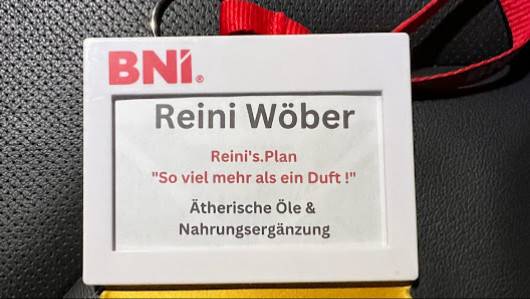 BNI®
Reini Wöber
Reini's.Plan
"So viel mehr als ein Duft !"
Ätherische Öle &
Nahrungsergänzung